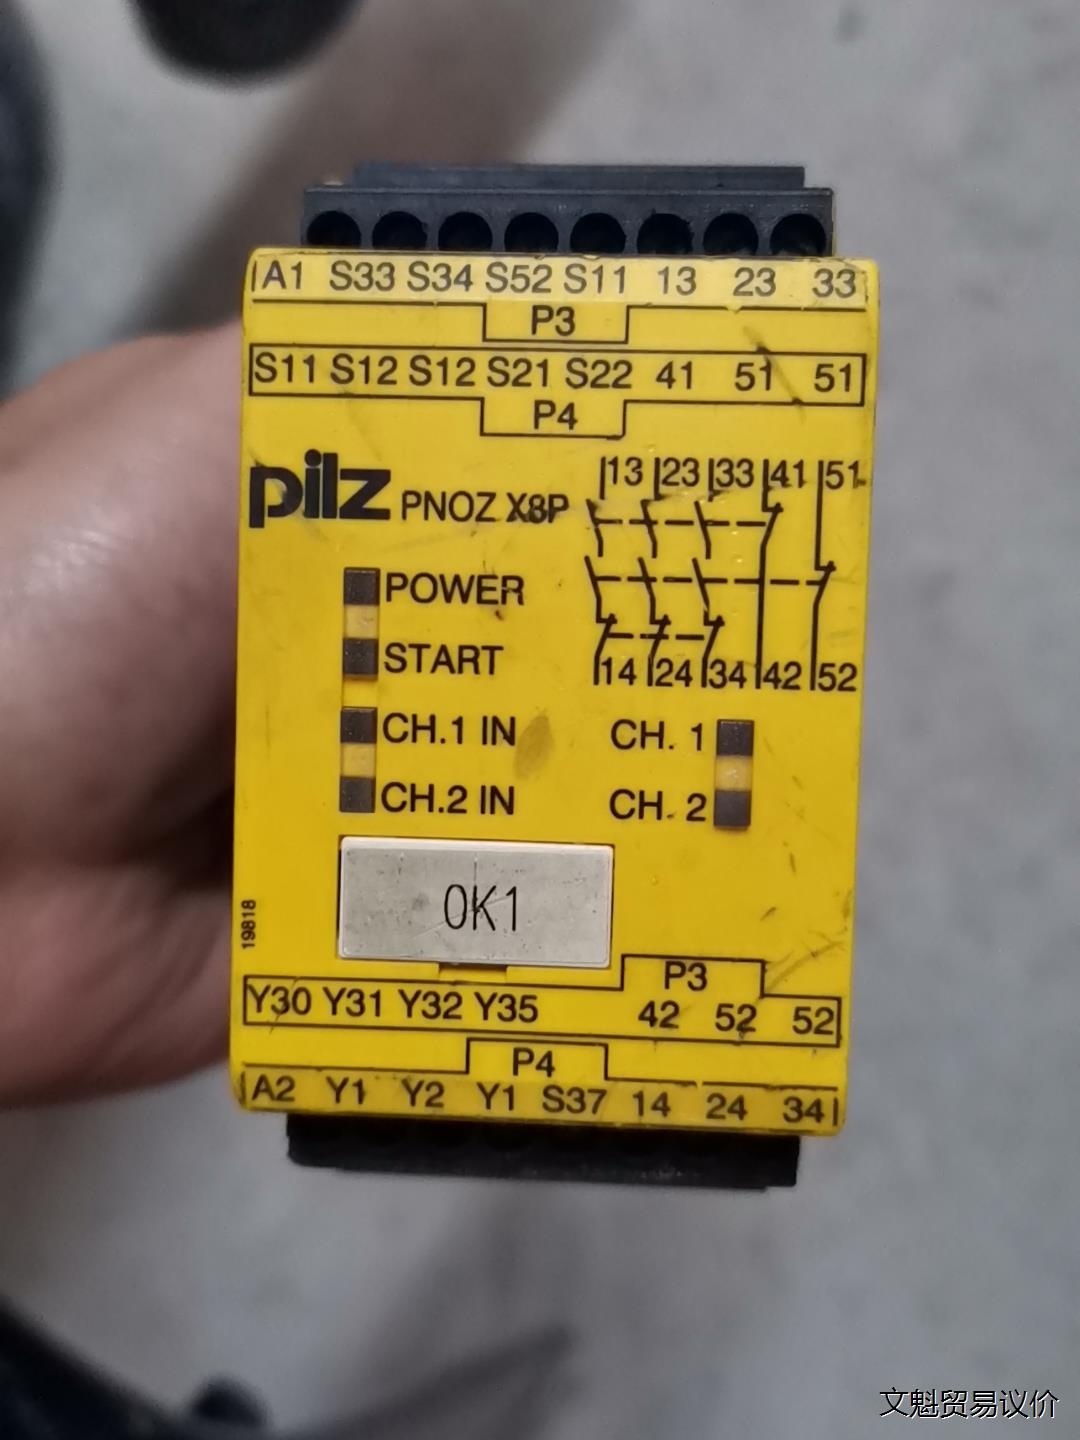 A1 S33 S34 S52 S11 13 23 33
P3
S11 S12 S12 S21 S22 41 51 51
P4
pilz PNOZ X8P
13 23 33 41 51
POWER
START
14 24 34 42 52
CH.1 IN CH. 1
CH.2 IN CH. 2
OK1
19818
P3
Y30 Y31 Y32 Y35 42 52 52
P4
A2 Y1 Y2 Y1 S37 14 24 34
文魁贸易议价